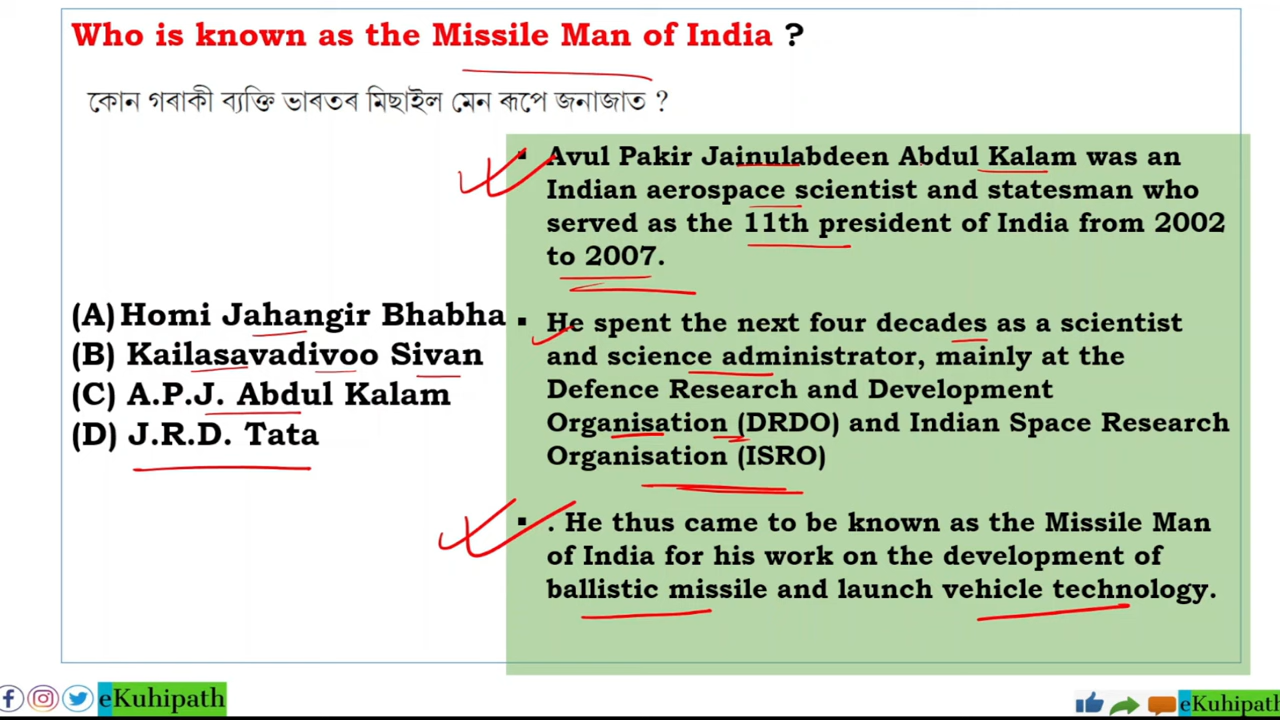 Who is known as the Missile Man of India ?
কোন গৰাকী ব্যক্তি ভাৰতৰ মিছাইল মেন ৰূপে জনাজাত ?
(A) Homi Jahangir Bhabha
(B) Kailasavadivoo Sivan
(C) A.P.J. Abdul Kalam
(D) J.R.D. Tata
▪ Avul Pakir Jainulabdeen Abdul Kalam was an
Indian aerospace scientist and statesman who
served as the 11th president of India from 2002
to 2007.
▪ He spent the next four decades as a scientist
and science administrator, mainly at the
Defence Research and Development
Organisation (DRDO) and Indian Space Research
Organisation (ISRO)
▪ . He thus came to be known as the Missile Man
of India for his work on the development of
ballistic missile and launch vehicle technology.
eKuhipath
eKuhipath